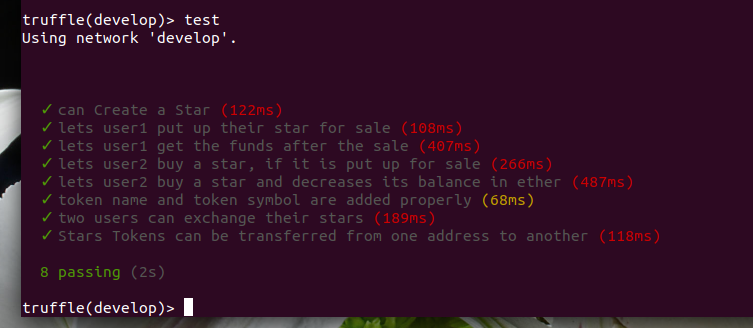 truffle(develop)> test
Using network 'develop'.
✓ can Create a Star (122ms)
✓ lets user1 put up their star for sale (108ms)
✓ lets user1 get the funds after the sale (407ms)
✓ lets user2 buy a star, if it is put up for sale (266ms)
✓ lets user2 buy a star and decreases its balance in ether (487ms)
✓ token name and token symbol are added properly (68ms)
✓ two users can exchange their stars (189ms)
✓ Stars Tokens can be transferred from one address to another (118ms)
8 passing (2s)
truffle(develop)>